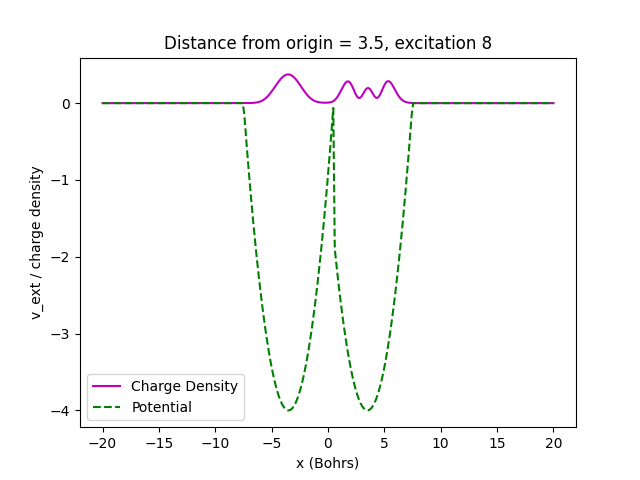 Distance from origin = 3.5, excitation 8
v_ext / charge density
0
−1
−2
−3
−4
Charge Density
Potential
−20
−15
−10
−5
0
5
10
15
20
x (Bohrs)